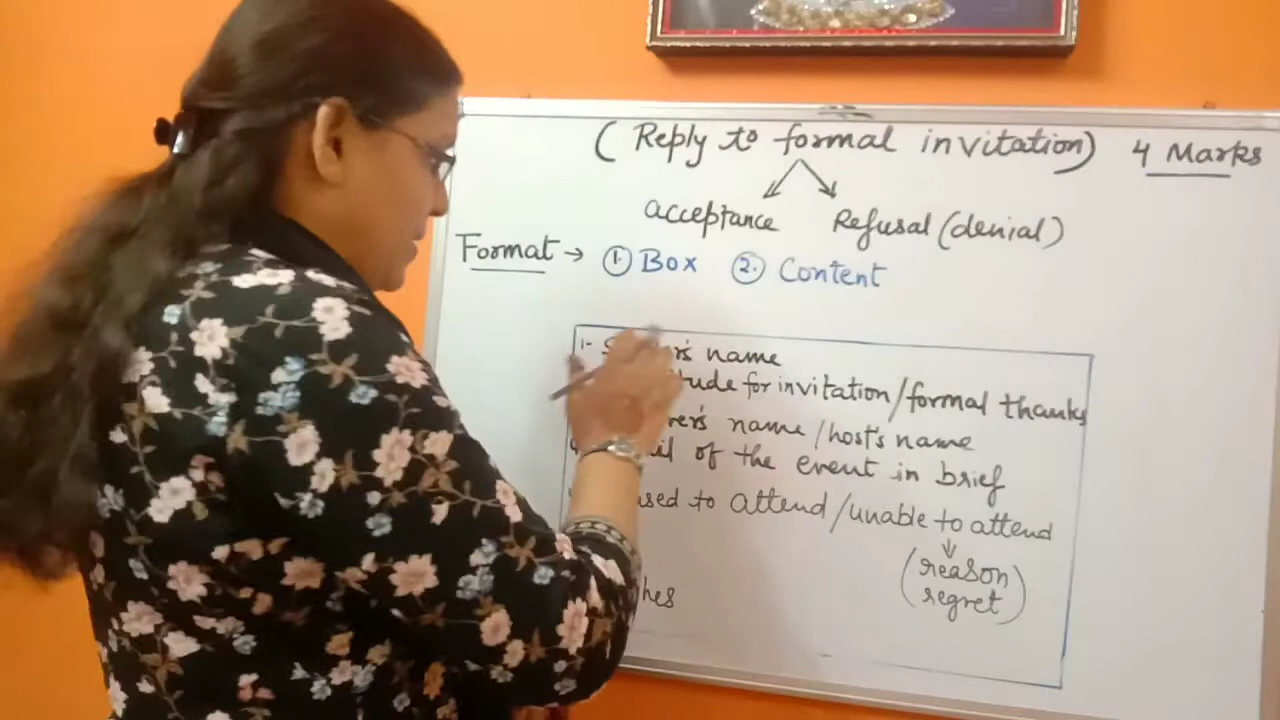 (Reply to formal invitation) 4 Marks
acceptance Refusal (denial)
Format → ① Box ② Content
1- name
for invitation/formal thanks
name/host's name
of the event in brief
to attend/unable to attend
(reason
regret)